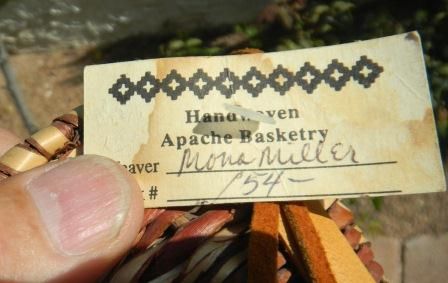 Handwoven
Apache Basketry
eaver Mona Miller
# 154-